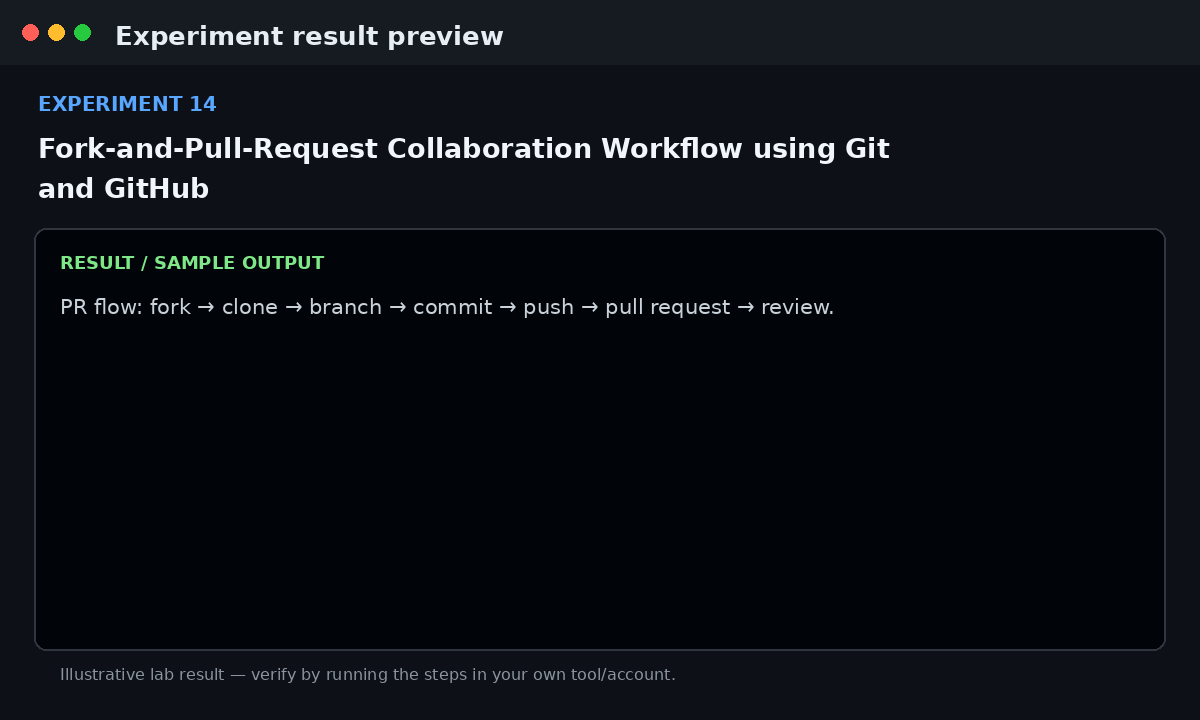 Experiment result preview
EXPERIMENT 14
Fork-and-Pull-Request Collaboration Workflow using Git
and GitHub
RESULT / SAMPLE OUTPUT
PR flow: fork → clone → branch → commit → push → pull request → review.
Illustrative lab result — verify by running the steps in your own tool/account.